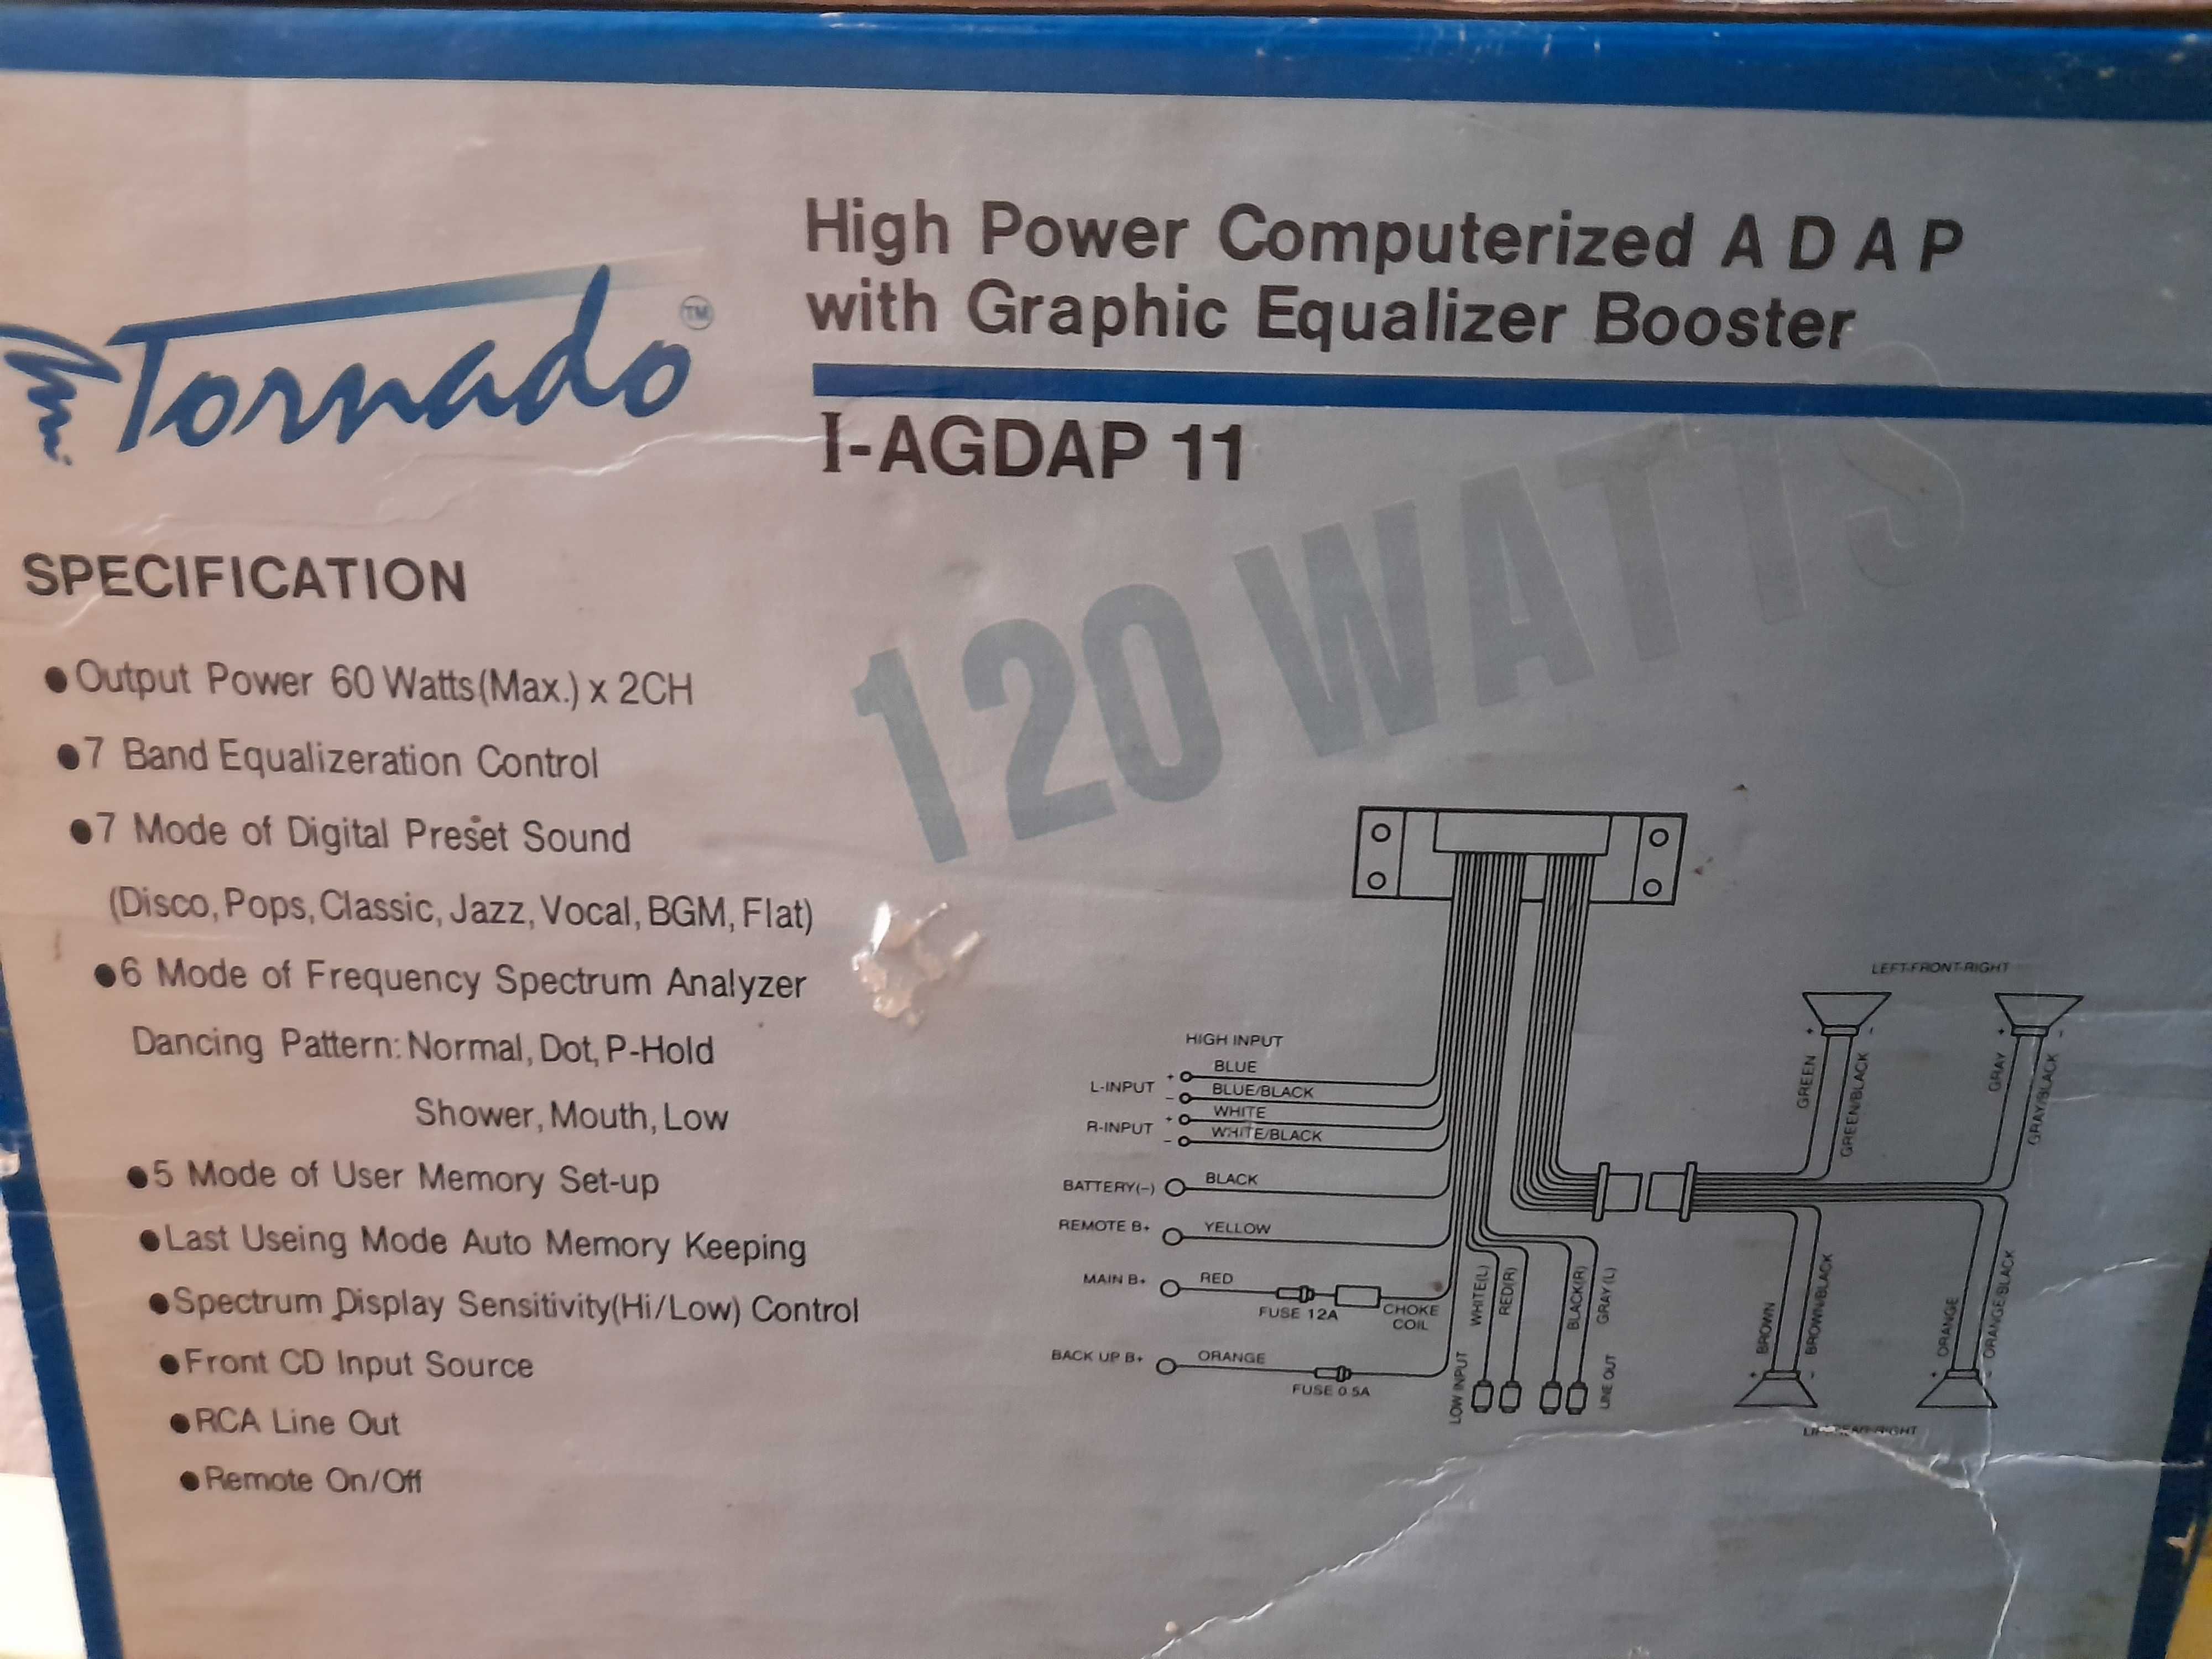 Tornado TM
High Power Computerized A D A P
with Graphic Equalizer Booster
I-AGDAP 11
120 WATTS
SPECIFICATION
●Output Power 60 Watts(Max.) x 2CH
●7 Band Equalizeration Control
●7 Mode of Digital Preset Sound
(Disco, Pops, Classic, Jazz, Vocal, BGM, Flat)
●6 Mode of Frequency Spectrum Analyzer
Dancing Pattern: Normal, Dot, P-Hold
Shower, Mouth, Low
●5 Mode of User Memory Set-up
●Last Useing Mode Auto Memory Keeping
●Spectrum Display Sensitivity(Hi/Low) Control
●Front CD Input Source
●RCA Line Out
●Remote On/Off
HIGH INPUT
L-INPUT + BLUE
- BLUE/BLACK
R-INPUT + WHITE
- WHITE/BLACK
BATTERY(-) BLACK
REMOTE B+ YELLOW
MAIN B+ RED
FUSE 12A
CHOKE
COIL
BACK UP B+ ORANGE
FUSE 0.5A
LOW INPUT
WHITE(L)
RED(R)
BLACK(R)
GRAY (L)
LINE OUT
LEFT-FRONT-RIGHT
+ -
+ -
GREEN
GREEN/BLACK
GRAY
GRAY/BLACK
BROWN
BROWN/BLACK
ORANGE
ORANGE/BLACK
+ -
+ -